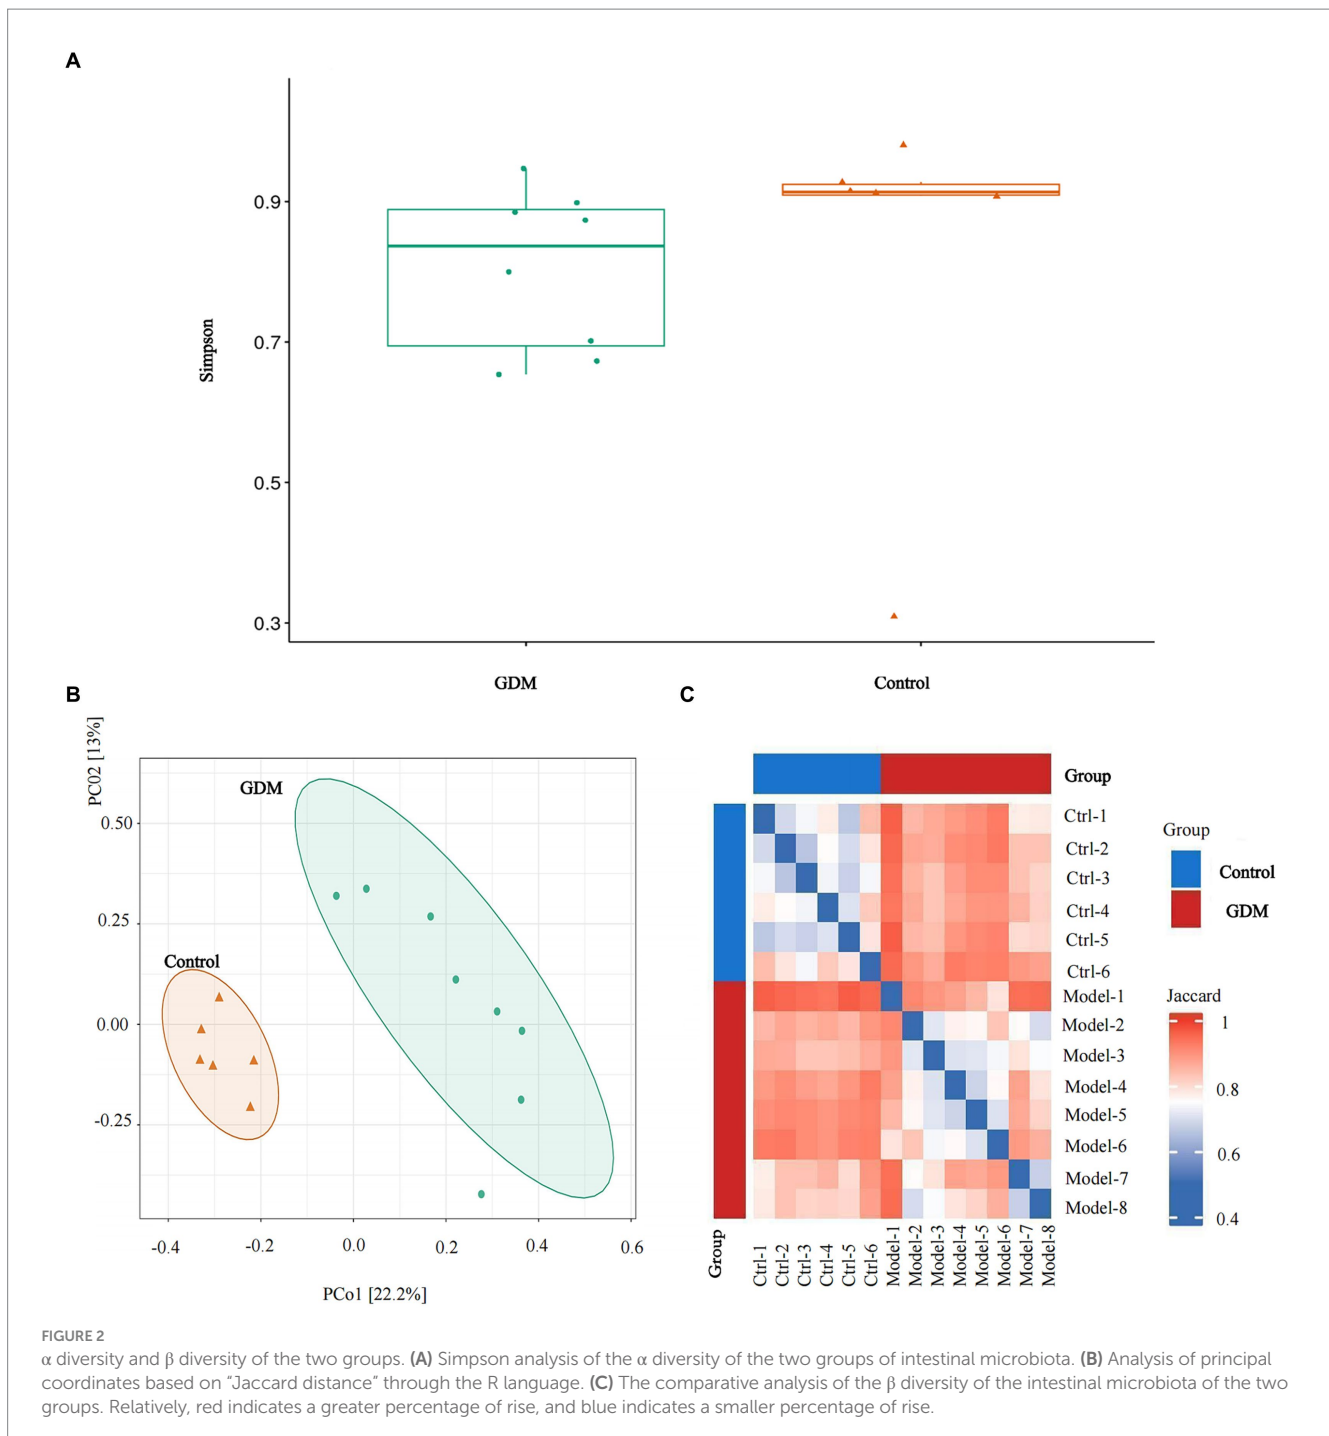 A
Simpson
0.9
0.7
0.5
0.3
GDM
Control
B
PC02 [13%]
0.50
0.25
0.00
-0.25
GDM
Control
-0.4
-0.2
0.0
0.2
0.4
0.6
PCo1 [22.2%]
C
Group
Ctrl-1
Ctrl-2
Ctrl-3
Ctrl-4
Ctrl-5
Ctrl-6
Model-1
Model-2
Model-3
Model-4
Model-5
Model-6
Model-7
Model-8
Group
Ctrl-1
Ctrl-2
Ctrl-3
Ctrl-4
Ctrl-5
Ctrl-6
Model-1
Model-2
Model-3
Model-4
Model-5
Model-6
Model-7
Model-8
Group
Control
GDM
Jaccard
1
0.8
0.6
0.4
FIGURE 2
α diversity and β diversity of the two groups. (A) Simpson analysis of the α diversity of the two groups of intestinal microbiota. (B) Analysis of principal
coordinates based on “Jaccard distance” through the R language. (C) The comparative analysis of the β diversity of the intestinal microbiota of the two
groups. Relatively, red indicates a greater percentage of rise, and blue indicates a smaller percentage of rise.